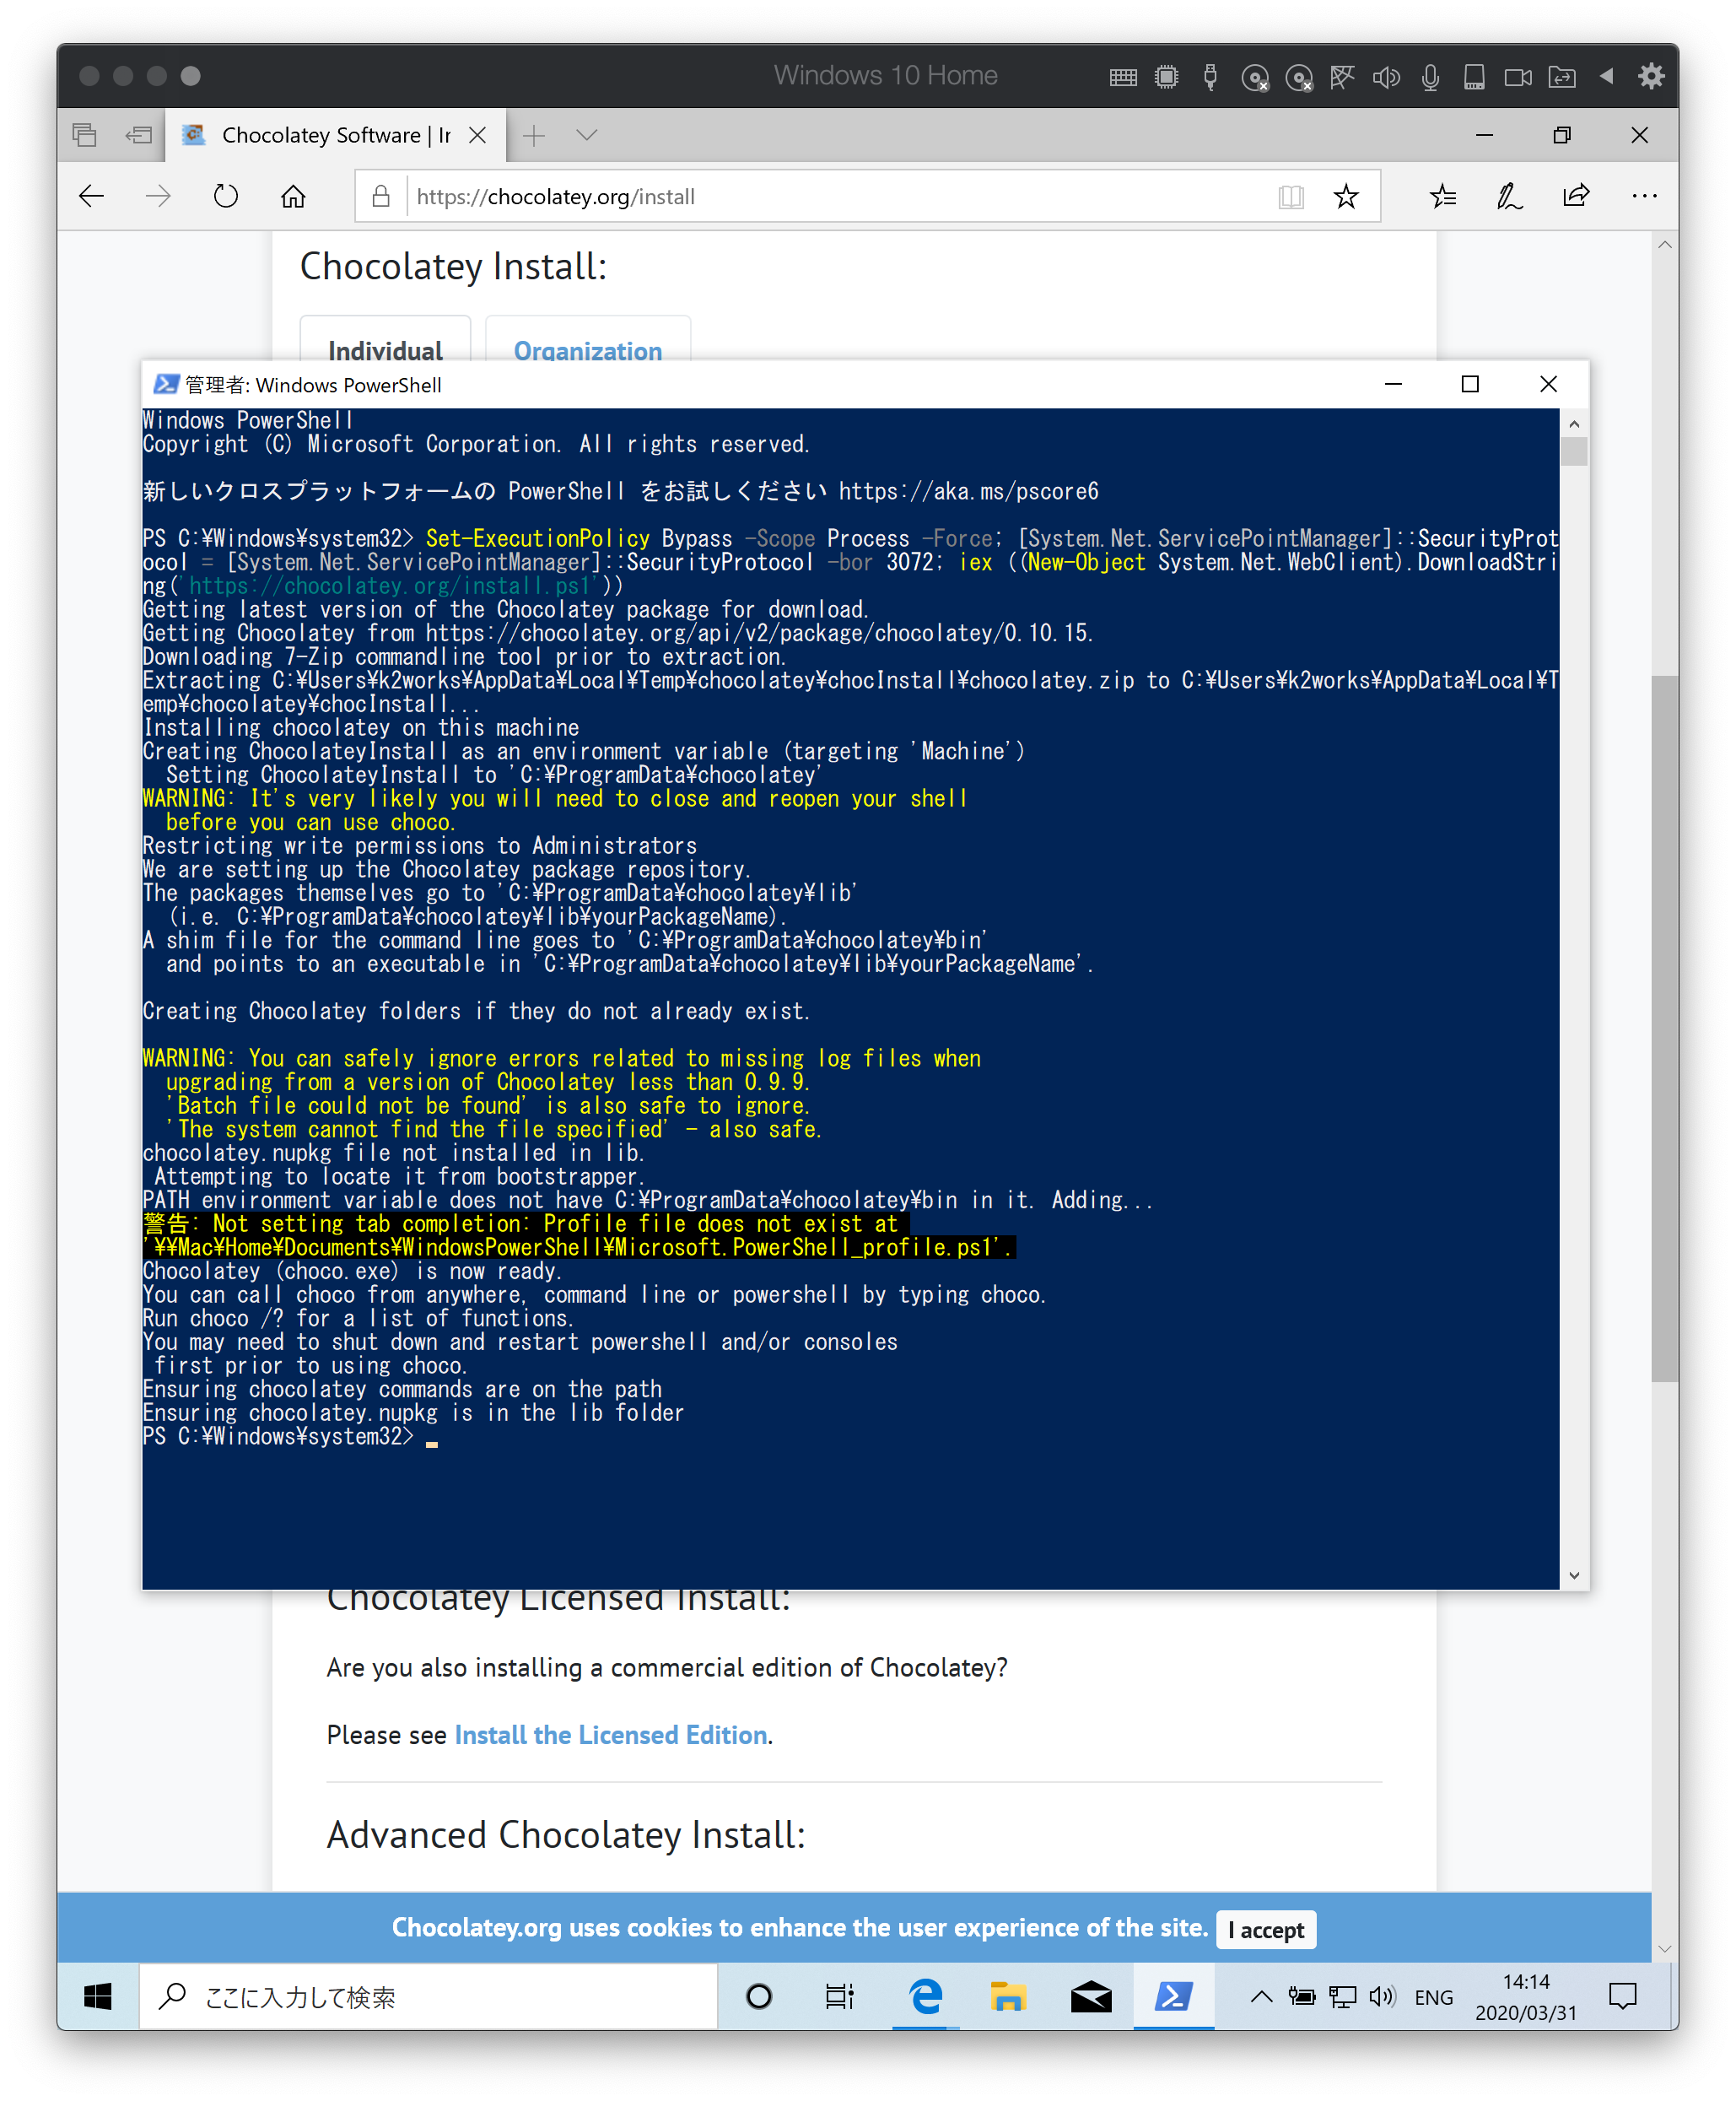 Windows 10 Home
Chocolatey Software | Ir
https://chocolatey.org/install
Chocolatey Install:
Individual
Organization
管理者: Windows PowerShell
Windows PowerShell
Copyright (C) Microsoft Corporation. All rights reserved.
新しいクロスプラットフォームの PowerShell をお試しください https://aka.ms/pscore6
PS C:¥Windows¥system32> Set-ExecutionPolicy Bypass -Scope Process -Force; [System.Net.ServicePointManager]::SecurityProt
ocol = [System.Net.ServicePointManager]::SecurityProtocol -bor 3072; iex ((New-Object System.Net.WebClient).DownloadStri
ng('https://chocolatey.org/install.ps1'))
Getting latest version of the Chocolatey package for download.
Getting Chocolatey from https://chocolatey.org/api/v2/package/chocolatey/0.10.15.
Downloading 7-Zip commandline tool prior to extraction.
Extracting C:¥Users¥k2works¥AppData¥Local¥Temp¥chocolatey¥chocInstall¥chocolatey.zip to C:¥Users¥k2works¥AppData¥Local¥T
emp¥chocolatey¥chocInstall...
Installing chocolatey on this machine
Creating ChocolateyInstall as an environment variable (targeting 'Machine')
  Setting ChocolateyInstall to 'C:¥ProgramData¥chocolatey'
WARNING: It's very likely you will need to close and reopen your shell
  before you can use choco.
Restricting write permissions to Administrators
We are setting up the Chocolatey package repository.
The packages themselves go to 'C:¥ProgramData¥chocolatey¥lib'
  (i.e. C:¥ProgramData¥chocolatey¥lib¥yourPackageName).
A shim file for the command line goes to 'C:¥ProgramData¥chocolatey¥bin'
  and points to an executable in 'C:¥ProgramData¥chocolatey¥lib¥yourPackageName'.
Creating Chocolatey folders if they do not already exist.
WARNING: You can safely ignore errors related to missing log files when
  upgrading from a version of Chocolatey less than 0.9.9.
  'Batch file could not be found' is also safe to ignore.
  'The system cannot find the file specified' - also safe.
chocolatey.nupkg file not installed in lib.
 Attempting to locate it from bootstrapper.
PATH environment variable does not have C:¥ProgramData¥chocolatey¥bin in it. Adding...
警告: Not setting tab completion: Profile file does not exist at
'¥¥Mac¥Home¥Documents¥WindowsPowerShell¥Microsoft.PowerShell_profile.ps1'.
Chocolatey (choco.exe) is now ready.
You can call choco from anywhere, command line or powershell by typing choco.
Run choco /? for a list of functions.
You may need to shut down and restart powershell and/or consoles
 first prior to using choco.
Ensuring chocolatey commands are on the path
Ensuring chocolatey.nupkg is in the lib folder
PS C:¥Windows¥system32>
Chocolatey Licensed Install:
Are you also installing a commercial edition of Chocolatey?
Please see Install the Licensed Edition.
Advanced Chocolatey Install:
Chocolatey.org uses cookies to enhance the user experience of the site. I accept
ここに入力して検索
ENG
14:14
2020/03/31